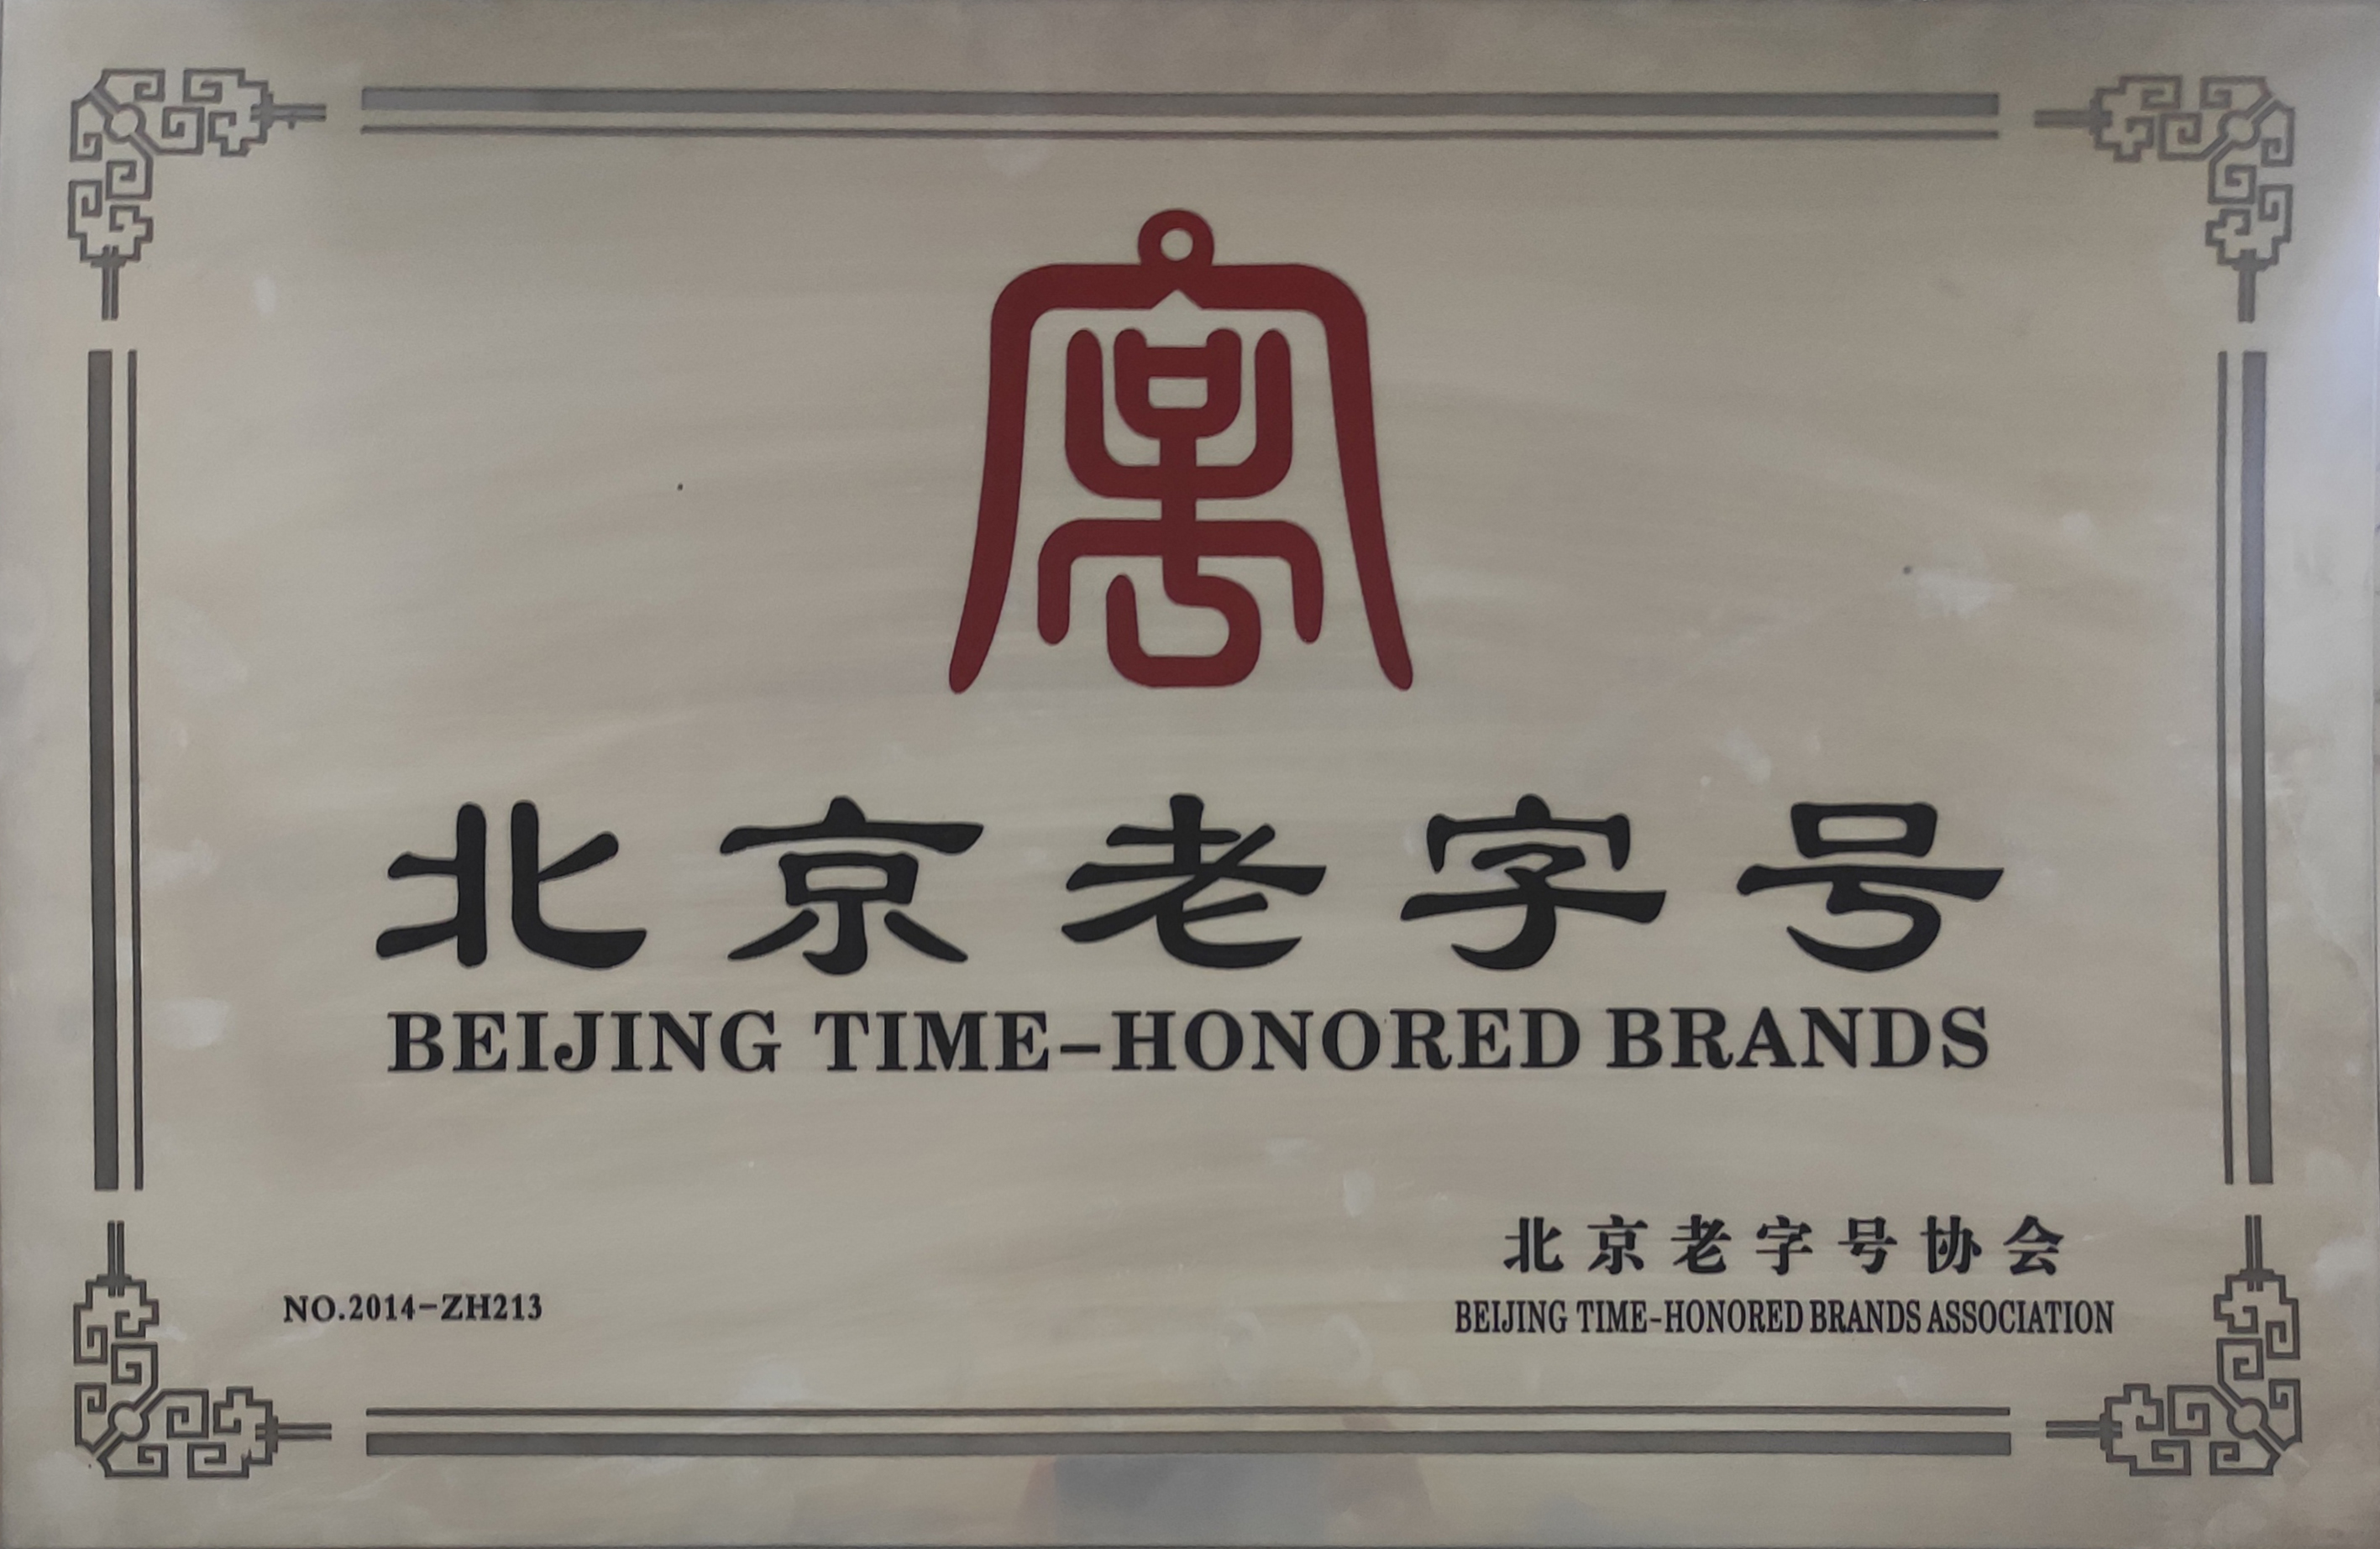 北京老字号
BEIJING TIME-HONORED BRANDS
NO.2014-ZH213
北京老字号协会
BEIJING TIME-HONORED BRANDS ASSOCIATION